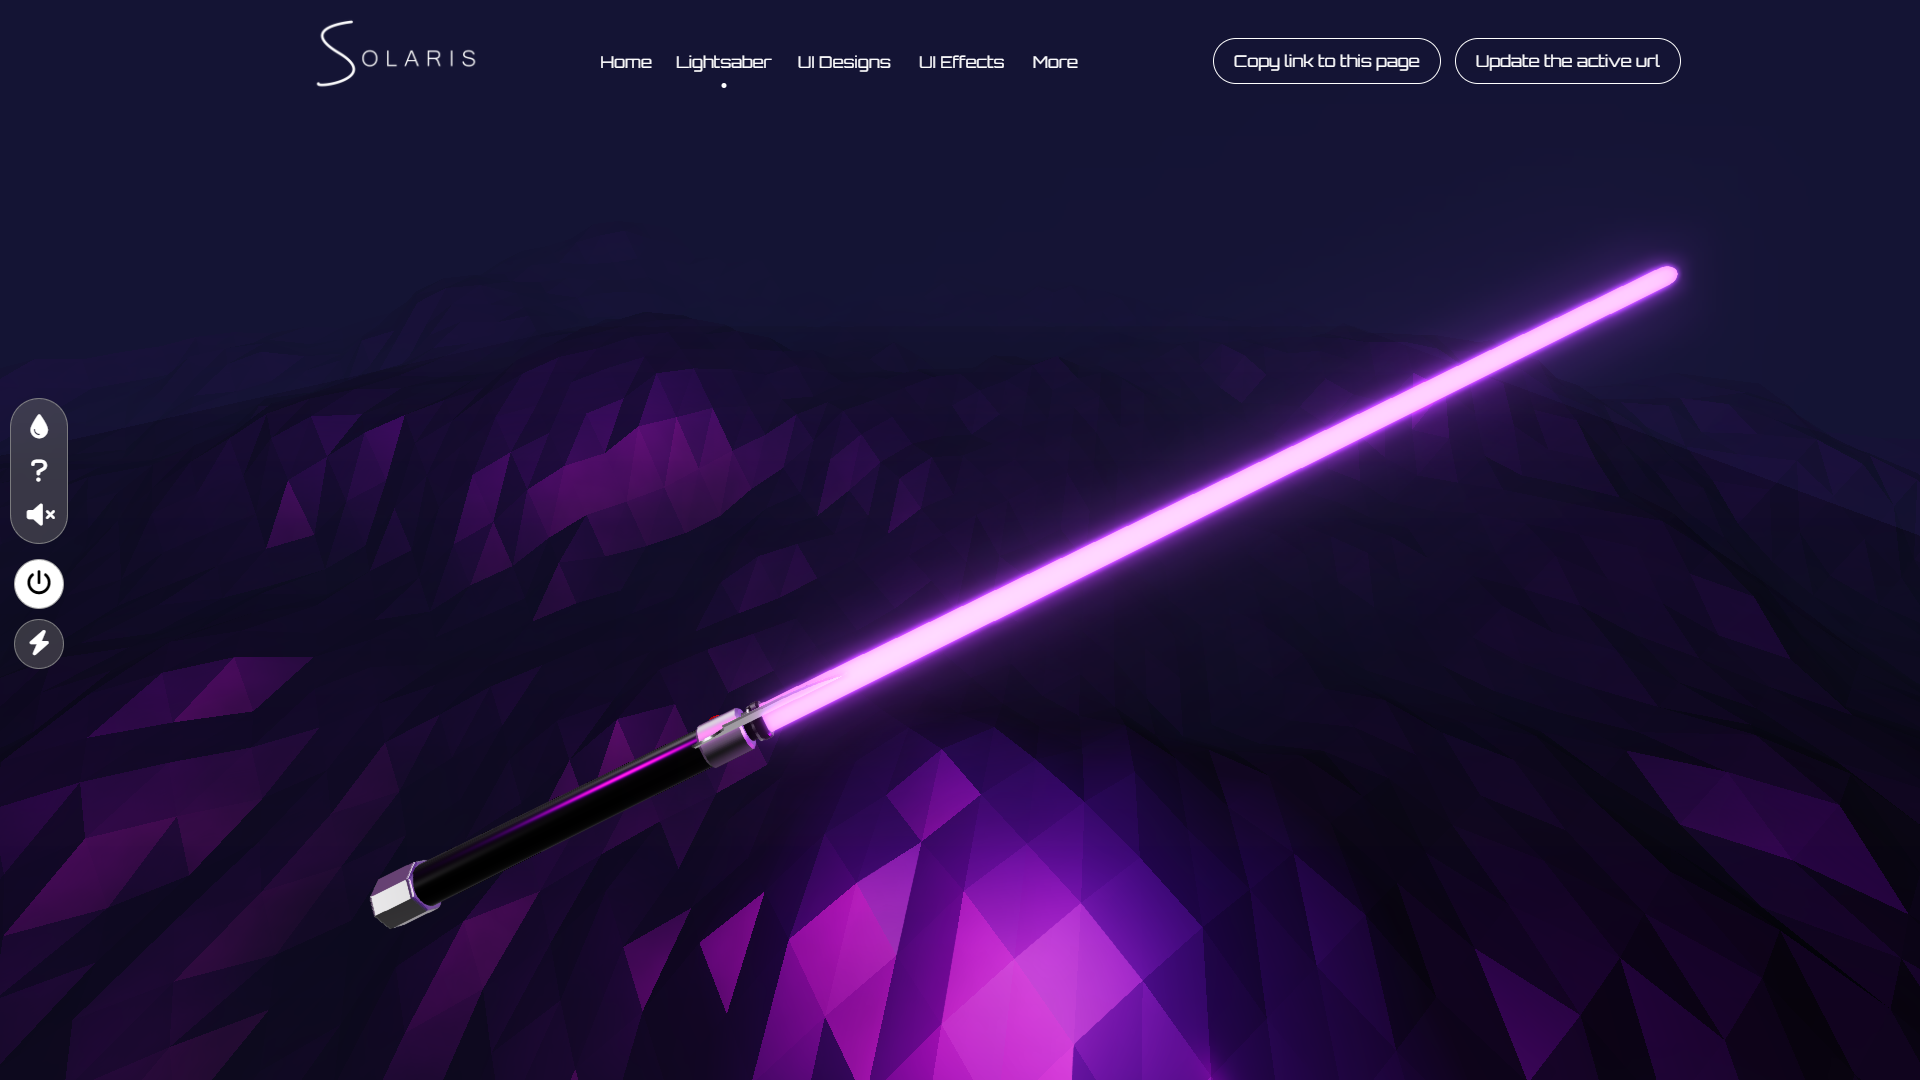 SOLARIS
Home
Lightsaber
UI Designs
UI Effects
More
Copy link to this page
Update the active url